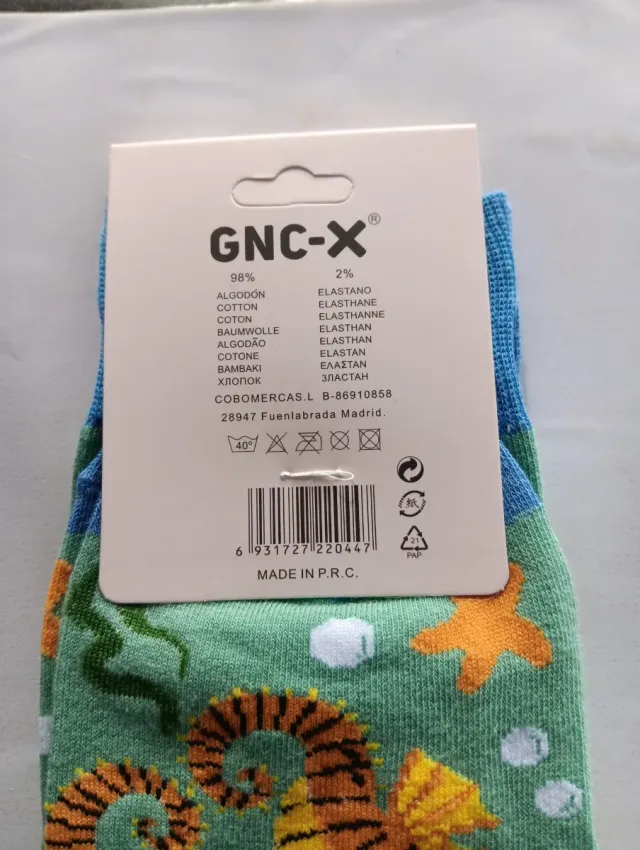 GNC-X®
98%
ALGODÓN
COTTON
COTON
BAUMWOLLE
ALGODÃO
COTONE
BAMBAKI
ХЛОПОК
2%
ELASTANO
ELASTHANE
ELASTHANNE
ELASTHAN
ELASTHAN
ELASTAN
ΕΛΑΣΤΑΝ
ЭЛАСТАН
COBOMERCAS.L B-86910858
28947 Fuenlabrada Madrid.
40°
紙
21
PAP
6 931727 220447
MADE IN P.R.C.